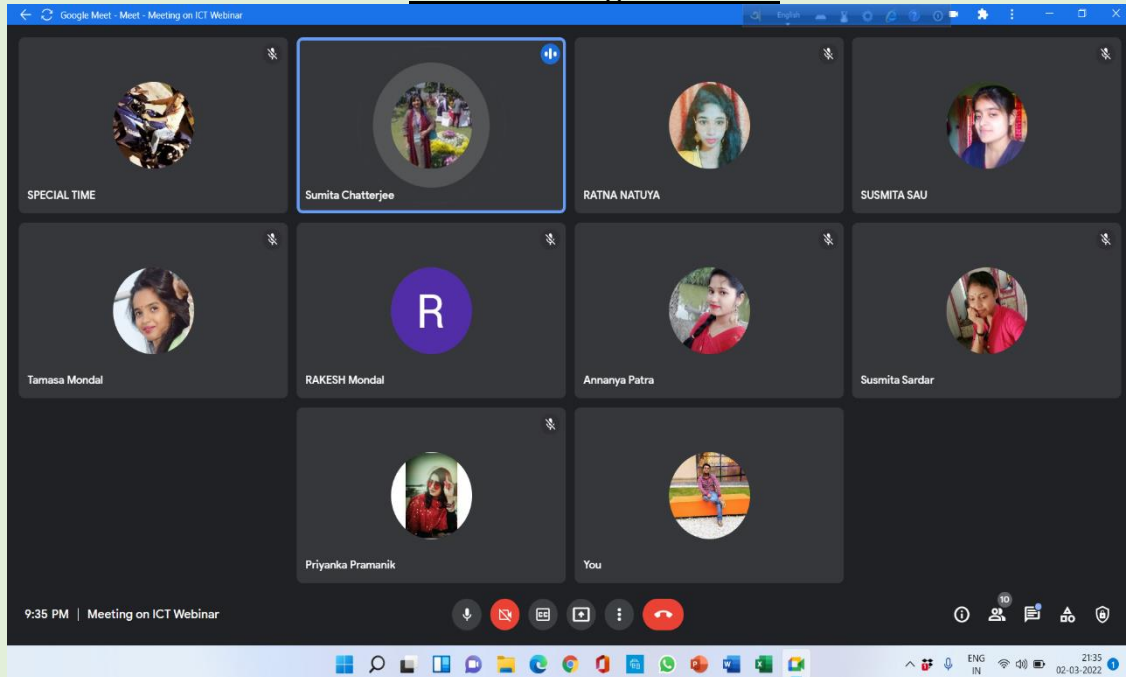 Google Meet - Meet - Meeting on ICT Webinar
English
SPECIAL TIME
Sumita Chatterjee
RATNA NATUYA
SUSMITA SAU
Tamasa Mondal
R
RAKESH Mondal
Annanya Patra
Susmita Sardar
Priyanka Pramanik
You
9:35 PM | Meeting on ICT Webinar
10
ENG
IN
21:35
02-03-2022
1